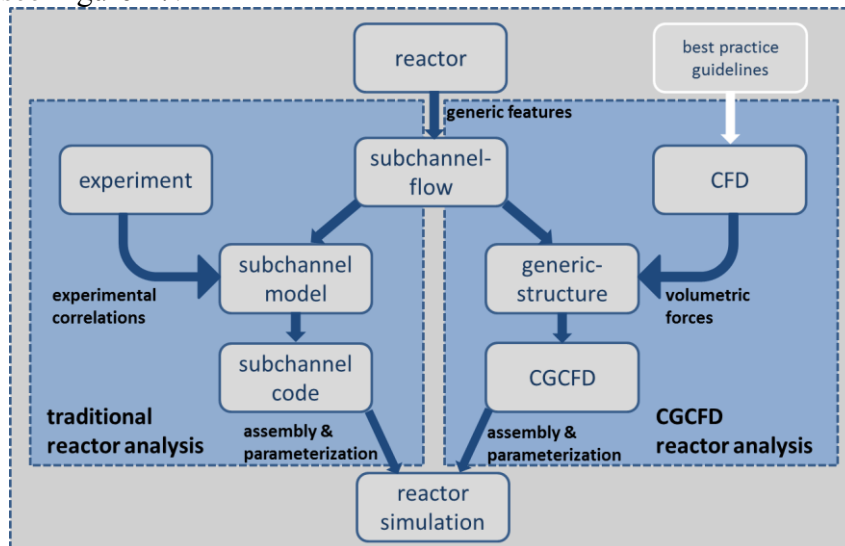 reactor
best practice
guidelines
generic features
subchannel-
flow
experiment
CFD
subchannel
model
generic-
structure
experimental
correlations
volumetric
forces
subchannel
code
CGCFD
traditional
reactor analysis
assembly &
parameterization
assembly &
parameterization
CGCFD
reactor analysis
reactor
simulation